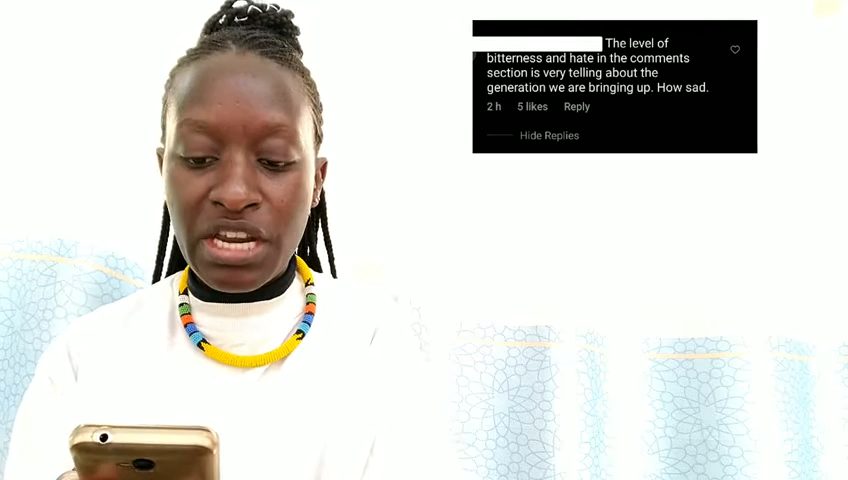 The level of
bitterness and hate in the comments
section is very telling about the
generation we are bringing up. How sad.
2 h 5 likes Reply
Hide Replies